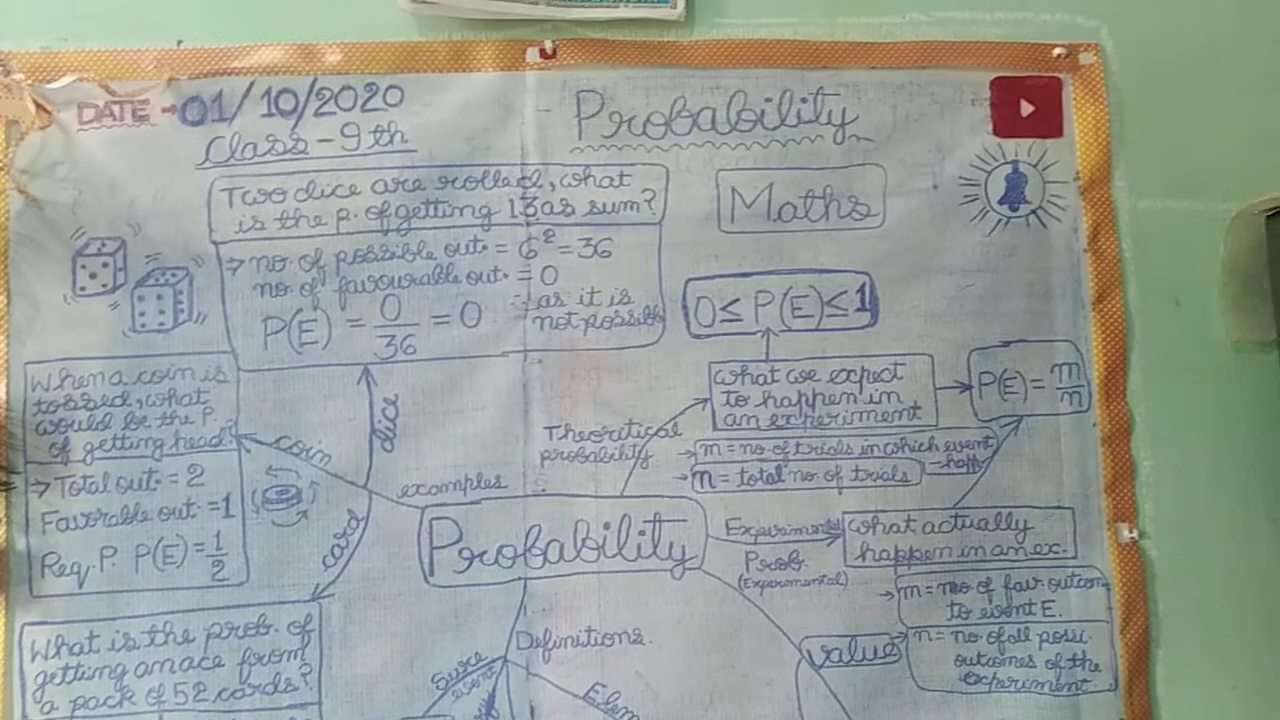 DATE → 01/10/2020
Class - 9th
Probability
Maths
Two dice are rolled, what
is the P. of getting 13 as sum?
→ no. of possible out. = 6² = 36
no. of favourable out. = 0
P(E) = 0/36 = 0 ∵ as it is
not possible
0 ≤ P(E) ≤ 1
When a coin is
tossed, what
would be the P.
of getting head?
→ Total out. = 2
Favorable out. = 1
Req. P. P(E) = 1/2
coin
dice
card
examples
Probability
What is the prob. of
getting an ace from
a pack of 52 cards?
Theoritical
probability
what we expect
to happen in
an experiment
P(E) = m/n
→ m = no. of trials in which event
happ
→ n = total no. of trials
Experimental
Prob.
(Experimental)
what actually
happen in an ex.
value
→ m = no of fav. outcom
to event E.
→ n = no. of all possi.
outcomes of the
experiment.
Definitions.
Sure
event
Elem